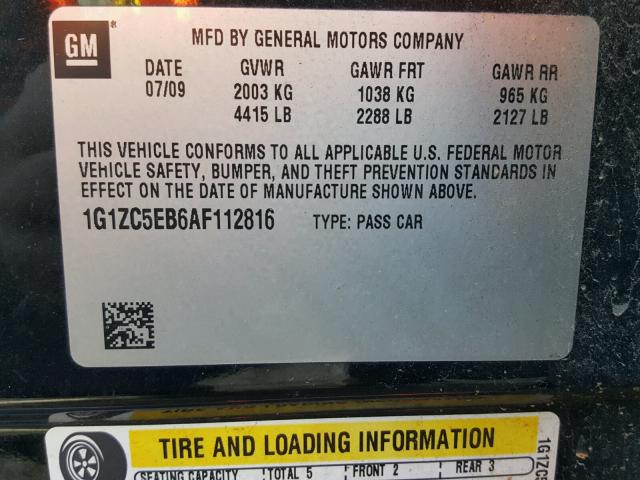 GM
MFD BY GENERAL MOTORS COMPANY
DATE GVWR GAWR FRT GAWR RR
07/09 2003 KG 1038 KG 965 KG
4415 LB 2288 LB 2127 LB
THIS VEHICLE CONFORMS TO ALL APPLICABLE U.S. FEDERAL MOTOR
VEHICLE SAFETY, BUMPER, AND THEFT PREVENTION STANDARDS IN
EFFECT ON THE DATE OF MANUFACTURE SHOWN ABOVE.
1G1ZC5EB6AF112816 TYPE: PASS CAR
TIRE AND LOADING INFORMATION
SEATING CAPACITY TOTAL 5 FRONT 2 REAR 3
1G1ZC5